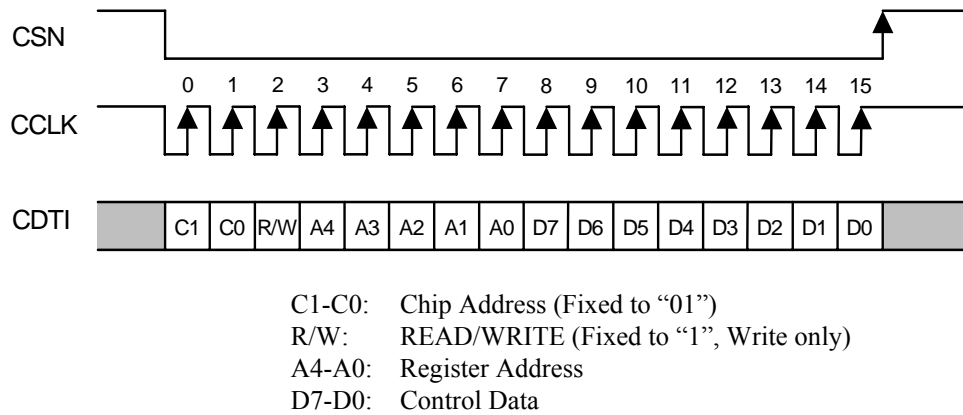 CSN
0 1 2 3 4 5 6 7 8 9 10 11 12 13 14 15
CCLK
CDTI C1 C0 R/W A4 A3 A2 A1 A0 D7 D6 D5 D4 D3 D2 D1 D0
C1-C0: Chip Address (Fixed to “01”)
R/W: READ/WRITE (Fixed to “1”, Write only)
A4-A0: Register Address
D7-D0: Control Data